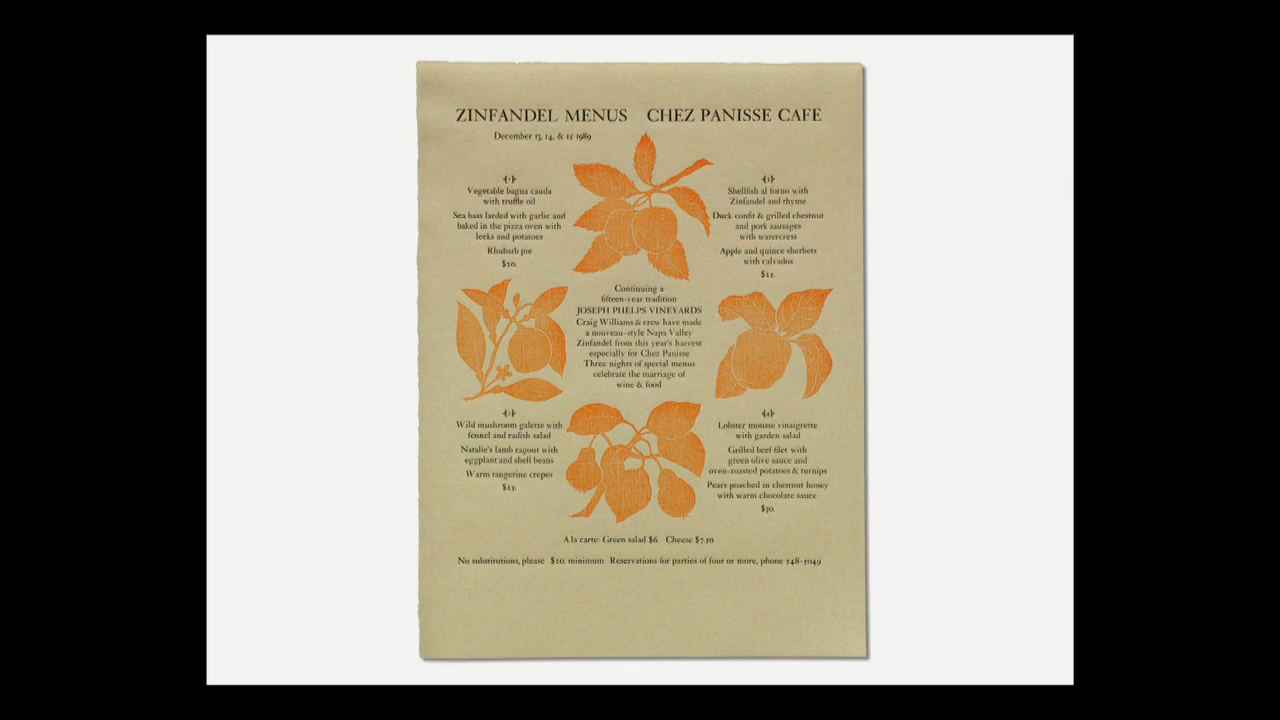 ZINFANDEL MENUS CHEZ PANISSE CAFE
December 13, 14, & 15 1989
·{1}·
Vegetable bagna cauda
with truffle oil
Sea bass larded with garlic and
baked in the pizza oven with
leeks and potatoes
Rhubarb pie
$20.
·{3}·
Shellfish al forno with
Zinfandel and thyme
Duck confit & grilled chestnut
and pork sausages
with watercress
Apple and quince sherbets
with calvados
$25.
Continuing a
fifteen-year tradition
JOSEPH PHELPS VINEYARDS
Craig Williams & crew have made
a nouveau-style Napa Valley
Zinfandel from this year's harvest
especially for Chez Panisse
Three nights of special menus
celebrate the marriage of
wine & food
·{2}·
Wild mushroom galette with
fennel and radish salad
Natalie's lamb ragout with
eggplant and shell beans
Warm tangerine crepes
$25.
·{4}·
Lobster mousse vinaigrette
with garden salad
Grilled beef filet with
green olive sauce and
oven-roasted potatoes & turnips
Pears poached in chestnut honey
with warm chocolate sauce
$30.
A la carte: Green salad $6. Cheese $7.50
No substitutions, please $20. minimum Reservations for parties of four or more, phone 548-5049